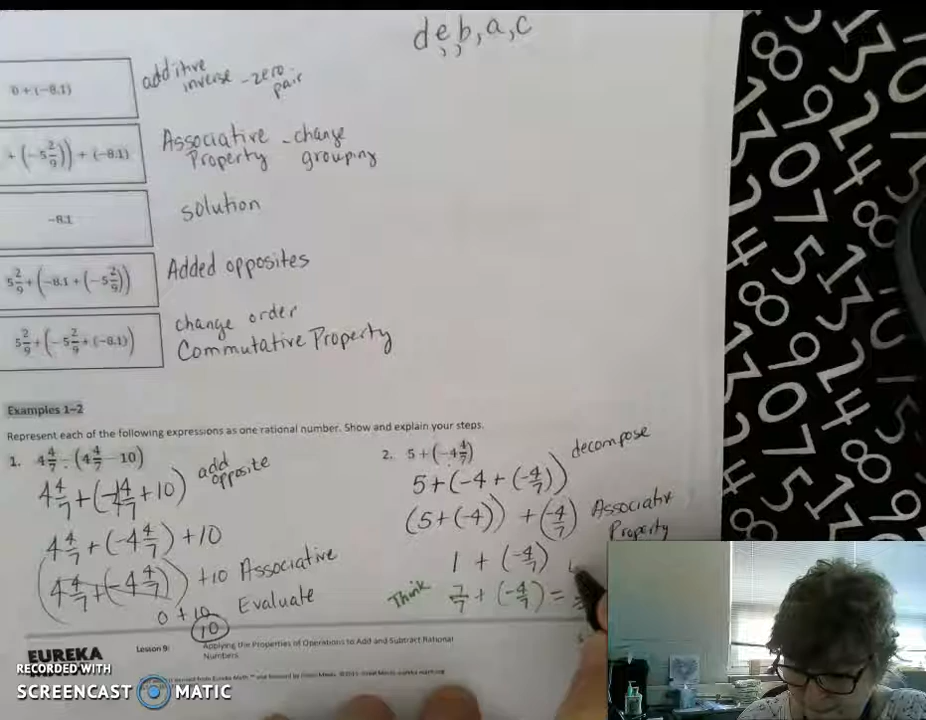 d, e, b, a, c
0 + (-8.1)
additive inverse - zero pair
+ (-5 2/9)) + (-8.1)
Associative - change
Property grouping
-8.1
solution
5 2/9 + (-8.1 + (-5 2/9))
Added opposites
5 2/9 + (-5 2/9 + (-8.1))
change order
Commutative Property
Examples 1–2
Represent each of the following expressions as one rational number. Show and explain your steps.
1. 4 4/7 - (4 4/7 - 10)
4 4/7 + (-4 4/7 + 10)
add opposite
4 4/7 + (-4 4/7) + 10
(4 4/7 + (-4 4/7)) + 10 Associative
0 + 10 Evaluate
10
2. 5 + (-4 4/7)
decompose
5 + (-4 + (-4/7))
(5 + (-4)) + (-4/7) Associativ
Property
1 + (-4/7)
Think 7/7 + (-4/7) =
EUREKA
Lesson 9:
Applying the Properties of Operations to Add and Subtract Rational
Numbers
RECORDED WITH
SCREENCAST MATIC